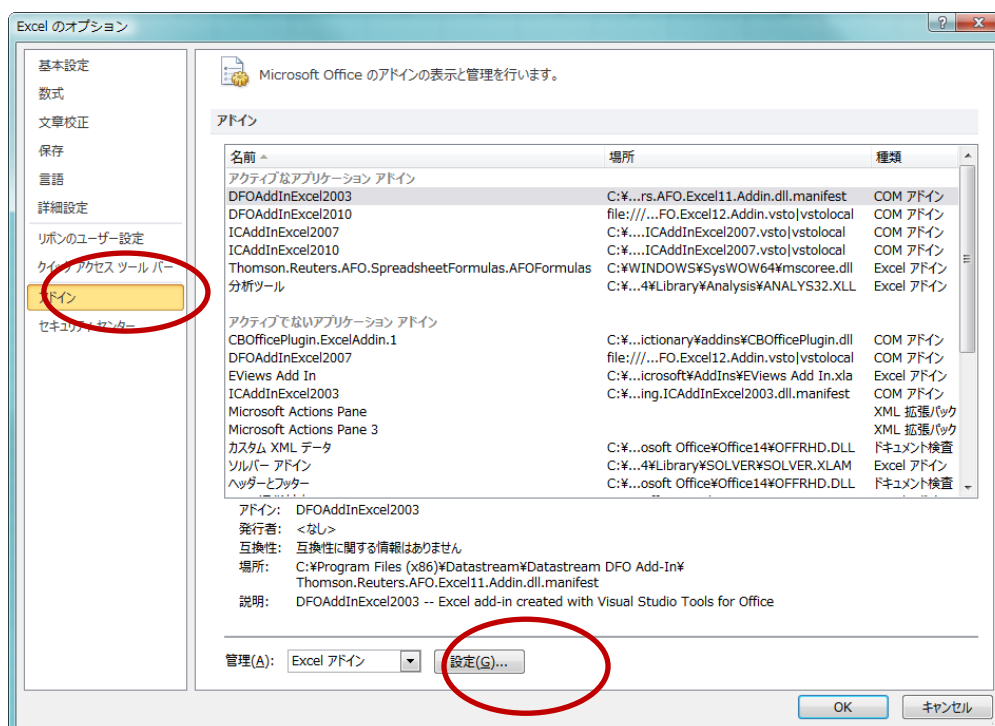 Excel のオプション
基本設定
数式
文章校正
保存
言語
詳細設定
リボンのユーザー設定
クイック アクセス ツール バー
アドイン
セキュリティ センター
Microsoft Office のアドインの表示と管理を行います。
アドイン
名前 場所 種類
アクティブなアプリケーション アドイン
DFOAddInExcel2003 C:¥...rs.AFO.Excel11.Addin.dll.manifest COM アドイン
DFOAddInExcel2010 file:///...FO.Excel12.Addin.vsto|vstolocal COM アドイン
ICAddInExcel2007 C:¥....ICAddInExcel2007.vsto|vstolocal COM アドイン
ICAddInExcel2010 C:¥....ICAddInExcel2007.vsto|vstolocal COM アドイン
Thomson.Reuters.AFO.SpreadsheetFormulas.AFOFormulas C:¥WINDOWS¥SysWOW64¥mscoree.dll Excel アドイン
分析ツール C:¥...4¥Library¥Analysis¥ANALYS32.XLL Excel アドイン
アクティブでないアプリケーション アドイン
CBOfficePlugin.ExcelAddin.1 C:¥...ictionary¥addins¥CBOfficePlugin.dll COM アドイン
DFOAddInExcel2007 file:///...FO.Excel12.Addin.vsto|vstolocal COM アドイン
EViews Add In C:¥...icrosoft¥AddIns¥EViews Add In.xla Excel アドイン
ICAddInExcel2003 C:¥...ing.ICAddInExcel2003.dll.manifest COM アドイン
Microsoft Actions Pane XML 拡張パック
Microsoft Actions Pane 3 XML 拡張パック
カスタム XML データ C:¥...osoft Office¥Office14¥OFFRHD.DLL ドキュメント検査
ソルバー アドイン C:¥...4¥Library¥SOLVER¥SOLVER.XLAM Excel アドイン
ヘッダーとフッター C:¥...osoft Office¥Office14¥OFFRHD.DLL ドキュメント検査
アドイン: DFOAddInExcel2003
発行者: <なし>
互換性: 互換性に関する情報はありません
場所: C:¥Program Files (x86)¥Datastream¥Datastream DFO Add-In¥
Thomson.Reuters.AFO.Excel11.Addin.dll.manifest
説明: DFOAddInExcel2003 -- Excel add-in created with Visual Studio Tools for Office
管理(A): Excel アドイン 設定(G)...
OK キャンセル